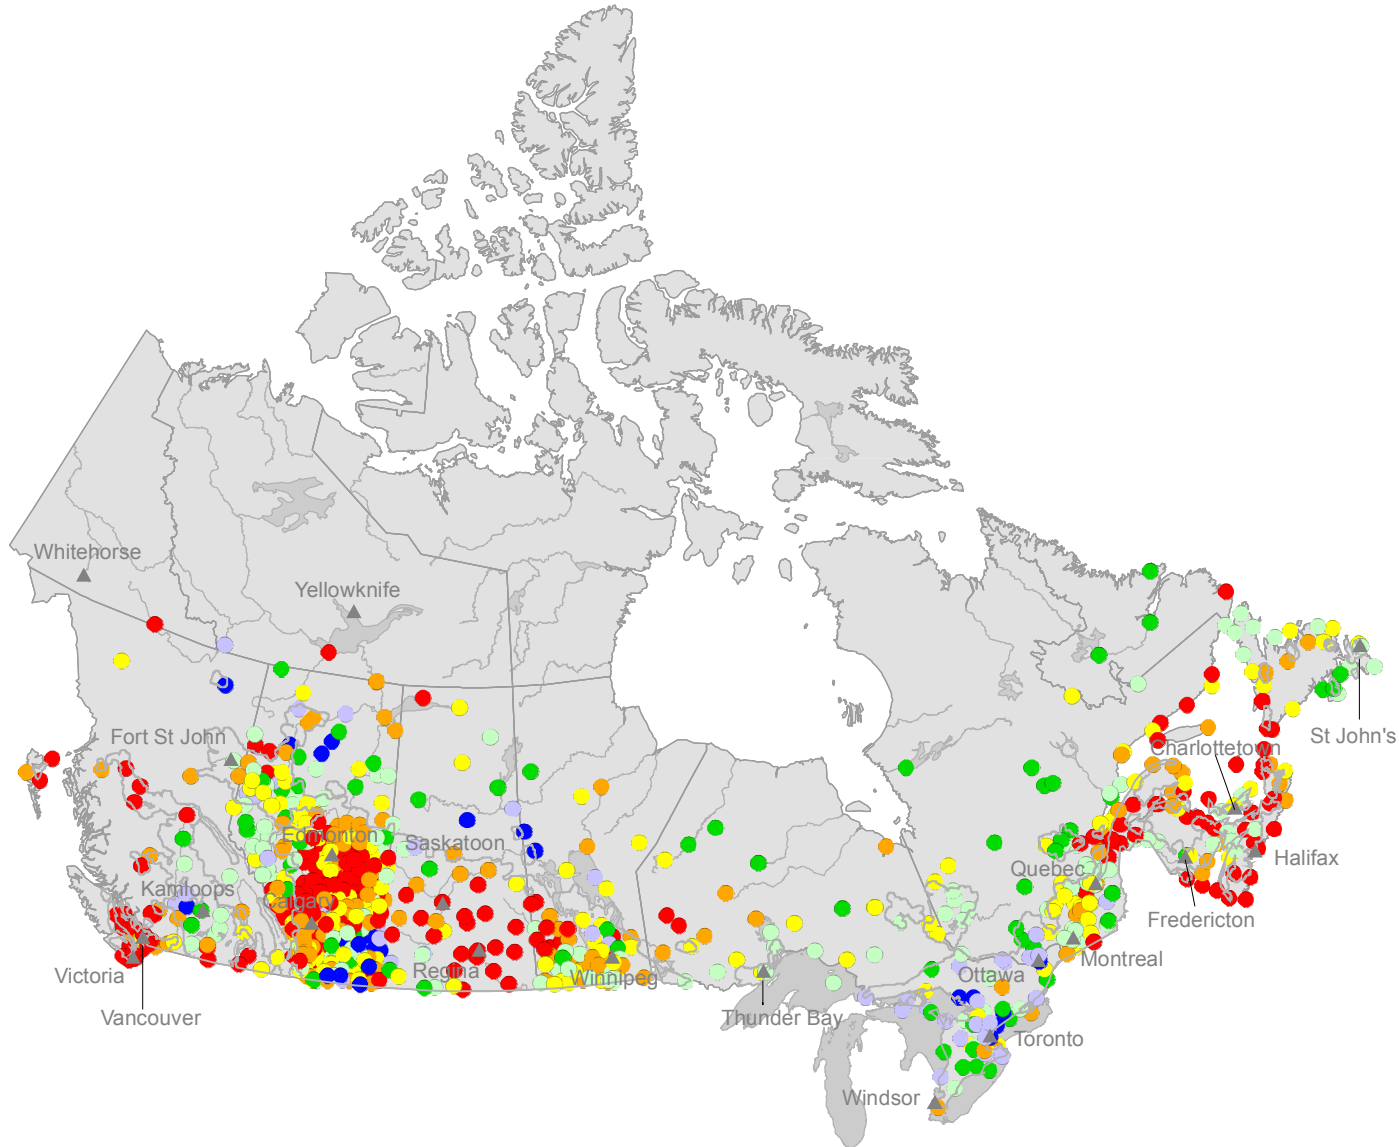 Whitehorse
Yellowknife
Fort St John
St John's
Charlottetown
Edmonton
Saskatoon
Halifax
Quebec
Kamloops
Calgary
Fredericton
Montreal
Victoria
Regina
Winnipeg
Ottawa
Vancouver
Thunder Bay
Toronto
Windsor